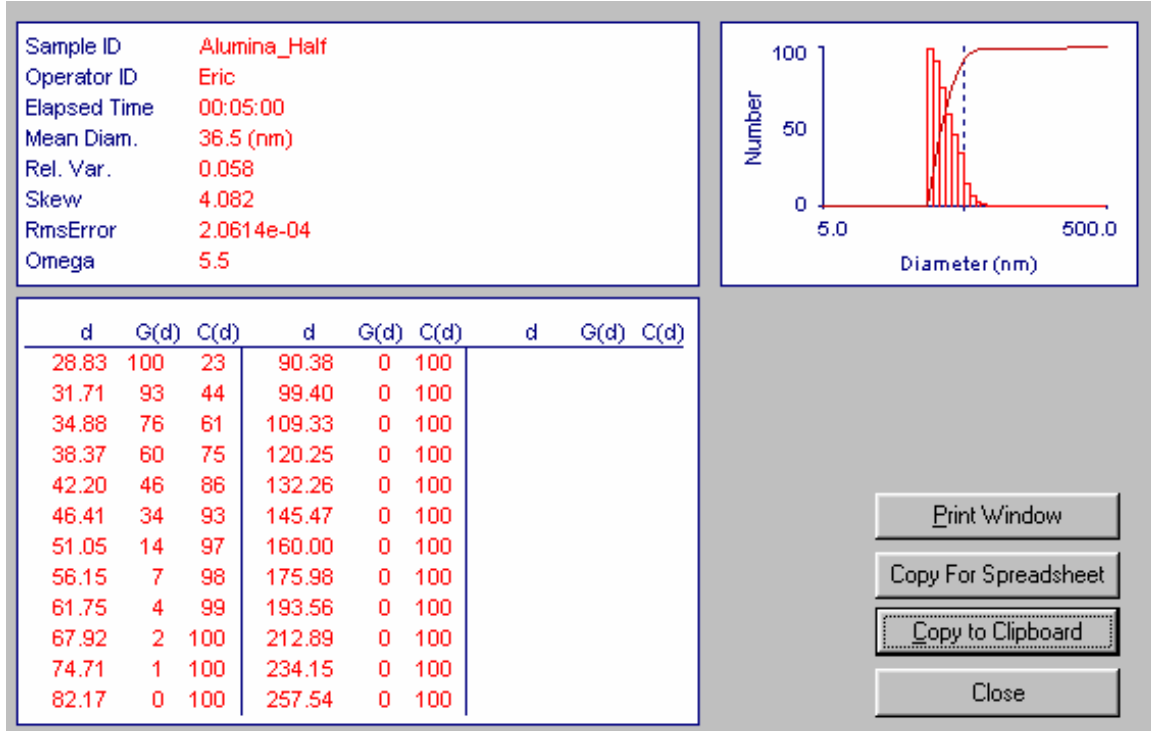 Sample ID Alumina_Half
Operator ID Eric
Elapsed Time 00:05:00
Mean Diam. 36.5 (nm)
Rel. Var. 0.058
Skew 4.082
RmsError 2.0614e-04
Omega 5.5
100
50
0
Number
5.0 500.0
Diameter (nm)
d G(d) C(d) d G(d) C(d) d G(d) C(d)
28.83 100 23 90.38 0 100
31.71 93 44 99.40 0 100
34.88 76 61 109.33 0 100
38.37 60 75 120.25 0 100
42.20 46 86 132.26 0 100
46.41 34 93 145.47 0 100
51.05 14 97 160.00 0 100
56.15 7 98 175.98 0 100
61.75 4 99 193.56 0 100
67.92 2 100 212.89 0 100
74.71 1 100 234.15 0 100
82.17 0 100 257.54 0 100
Print Window
Copy For Spreadsheet
Copy to Clipboard
Close